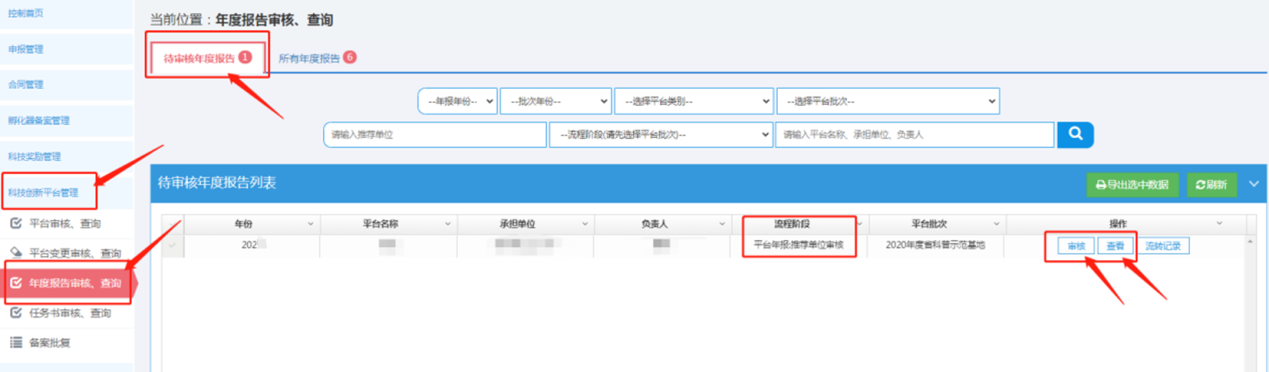 控制首页
申报管理
合同管理
孵化器备案管理
科技奖励管理
科技创新平台管理
平台审核、查询
平台变更审核、查询
年度报告审核、查询
任务书审核、查询
备案批复
当前位置：年度报告审核、查询
待审核年度报告 1 所有年度报告 6
--年报年份-- --批次年份-- --选择平台类别-- --选择平台批次--
请输入推荐单位 --流程阶段(请先选择平台批次)-- 请输入平台名称、承担单位、负责人
待审核年度报告列表 导出选中数据 刷新
年份 平台名称 承担单位 负责人 流程阶段 平台批次 操作
202 平台年报:推荐单位审核 2020年度省科普示范基地 审核 查看 流转记录